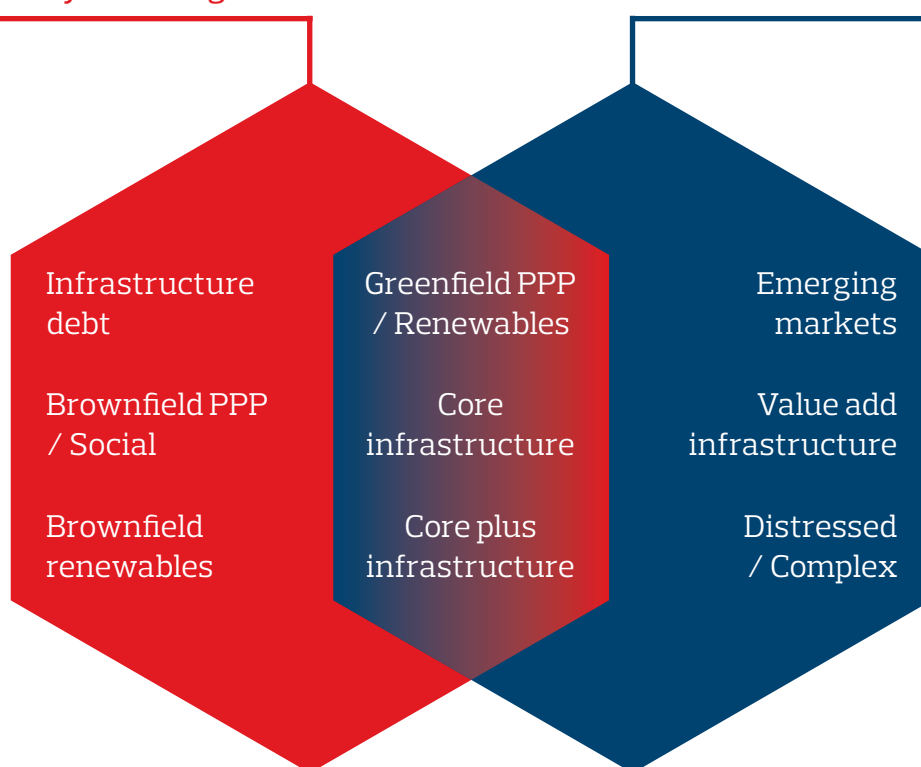 Infrastructure
debt
Brownfield PPP
/ Social
Brownfield
renewables
Greenfield PPP
/ Renewables
Core
infrastructure
Core plus
infrastructure
Emerging
markets
Value add
infrastructure
Distressed
/ Complex